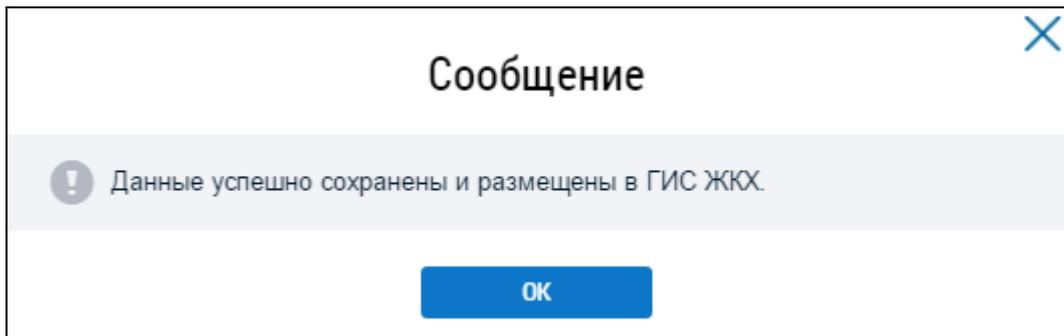 Сообщение
Данные успешно сохранены и размещены в ГИС ЖКХ.
ОК